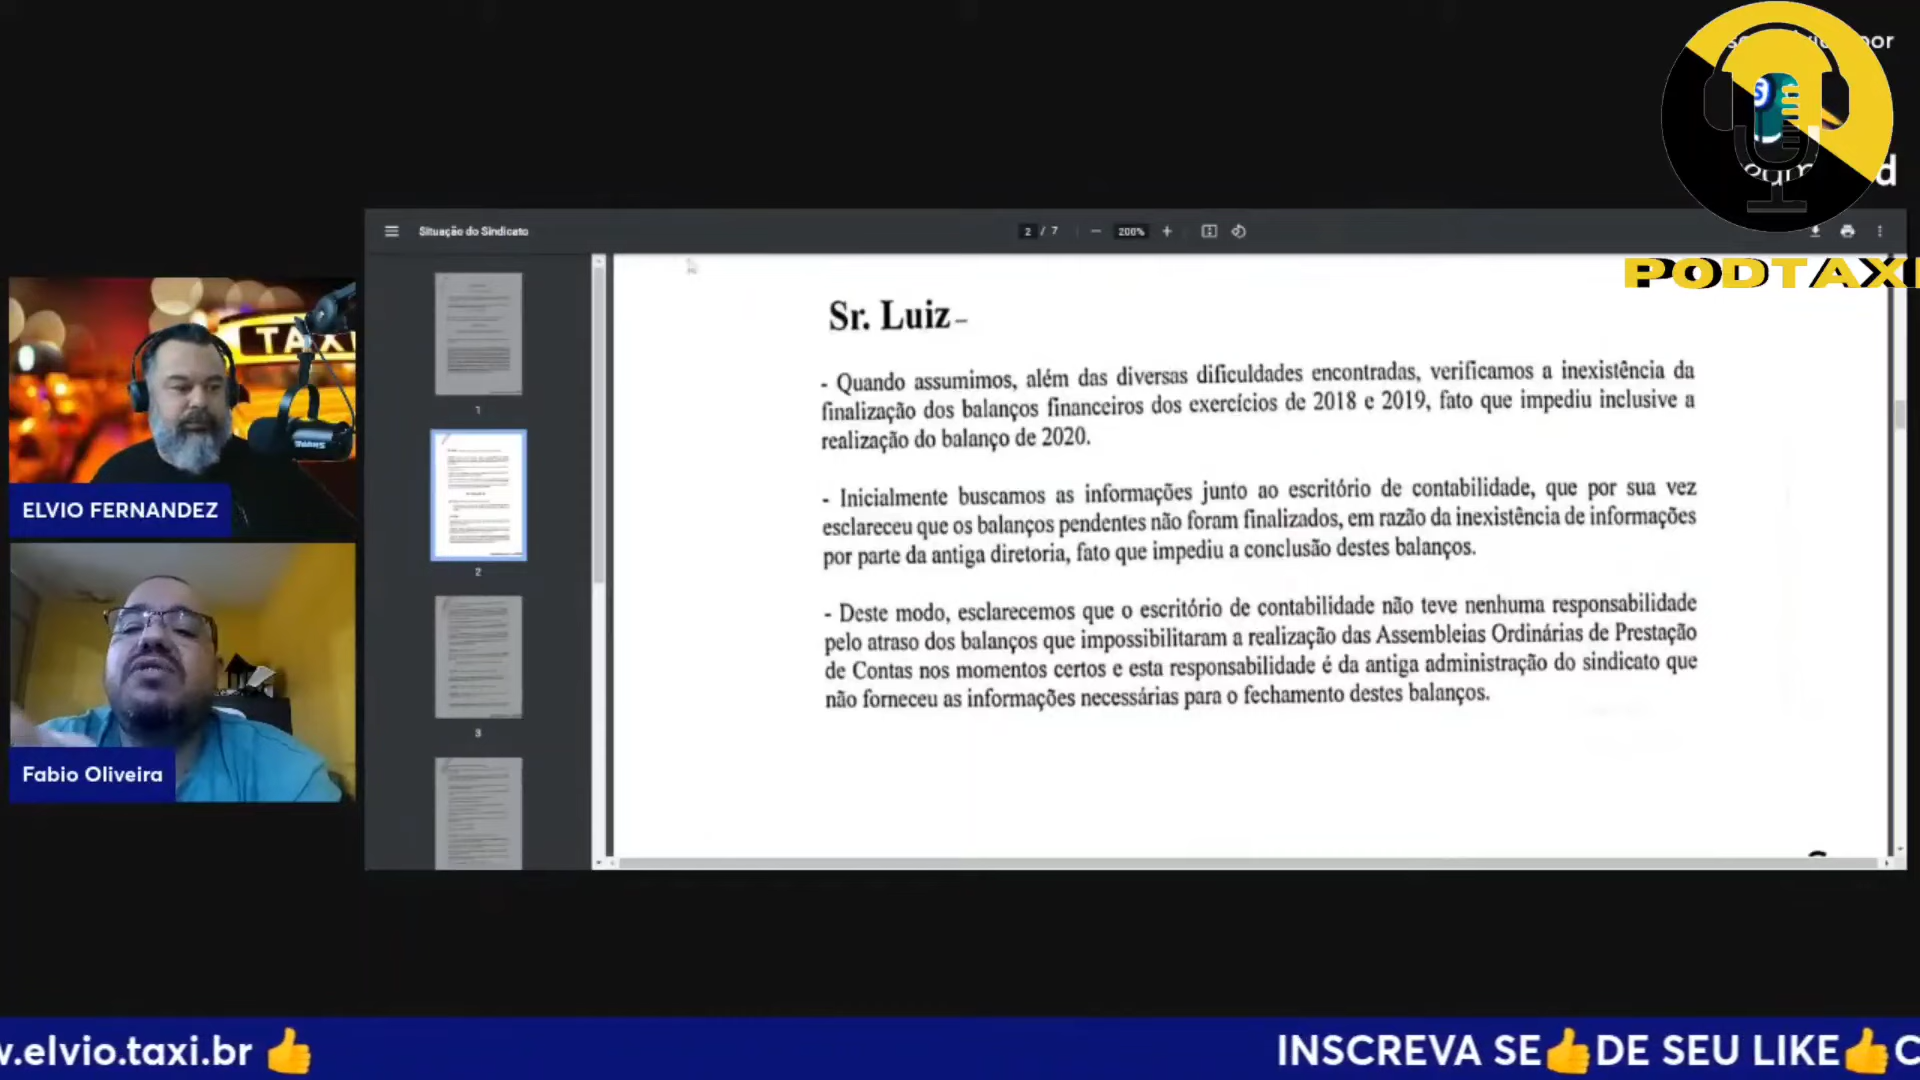 Situação do Sindicato
2 / 7
200%
PODTAXI
TAXI
ELVIO FERNANDEZ
Fabio Oliveira
1
2
3
Sr. Luiz –
- Quando assumimos, além das diversas dificuldades encontradas, verificamos a inexistência da
finalização dos balanços financeiros dos exercícios de 2018 e 2019, fato que impediu inclusive a
realização do balanço de 2020.
- Inicialmente buscamos as informações junto ao escritório de contabilidade, que por sua vez
esclareceu que os balanços pendentes não foram finalizados, em razão da inexistência de informações
por parte da antiga diretoria, fato que impediu a conclusão destes balanços.
- Deste modo, esclarecemos que o escritório de contabilidade não teve nenhuma responsabilidade
pelo atraso dos balanços que impossibilitaram a realização das Assembleias Ordinárias de Prestação
de Contas nos momentos certos e esta responsabilidade é da antiga administração do sindicato que
não forneceu as informações necessárias para o fechamento destes balanços.
w.elvio.taxi.br 👍
INSCREVA SE👍DE SEU LIKE👍C